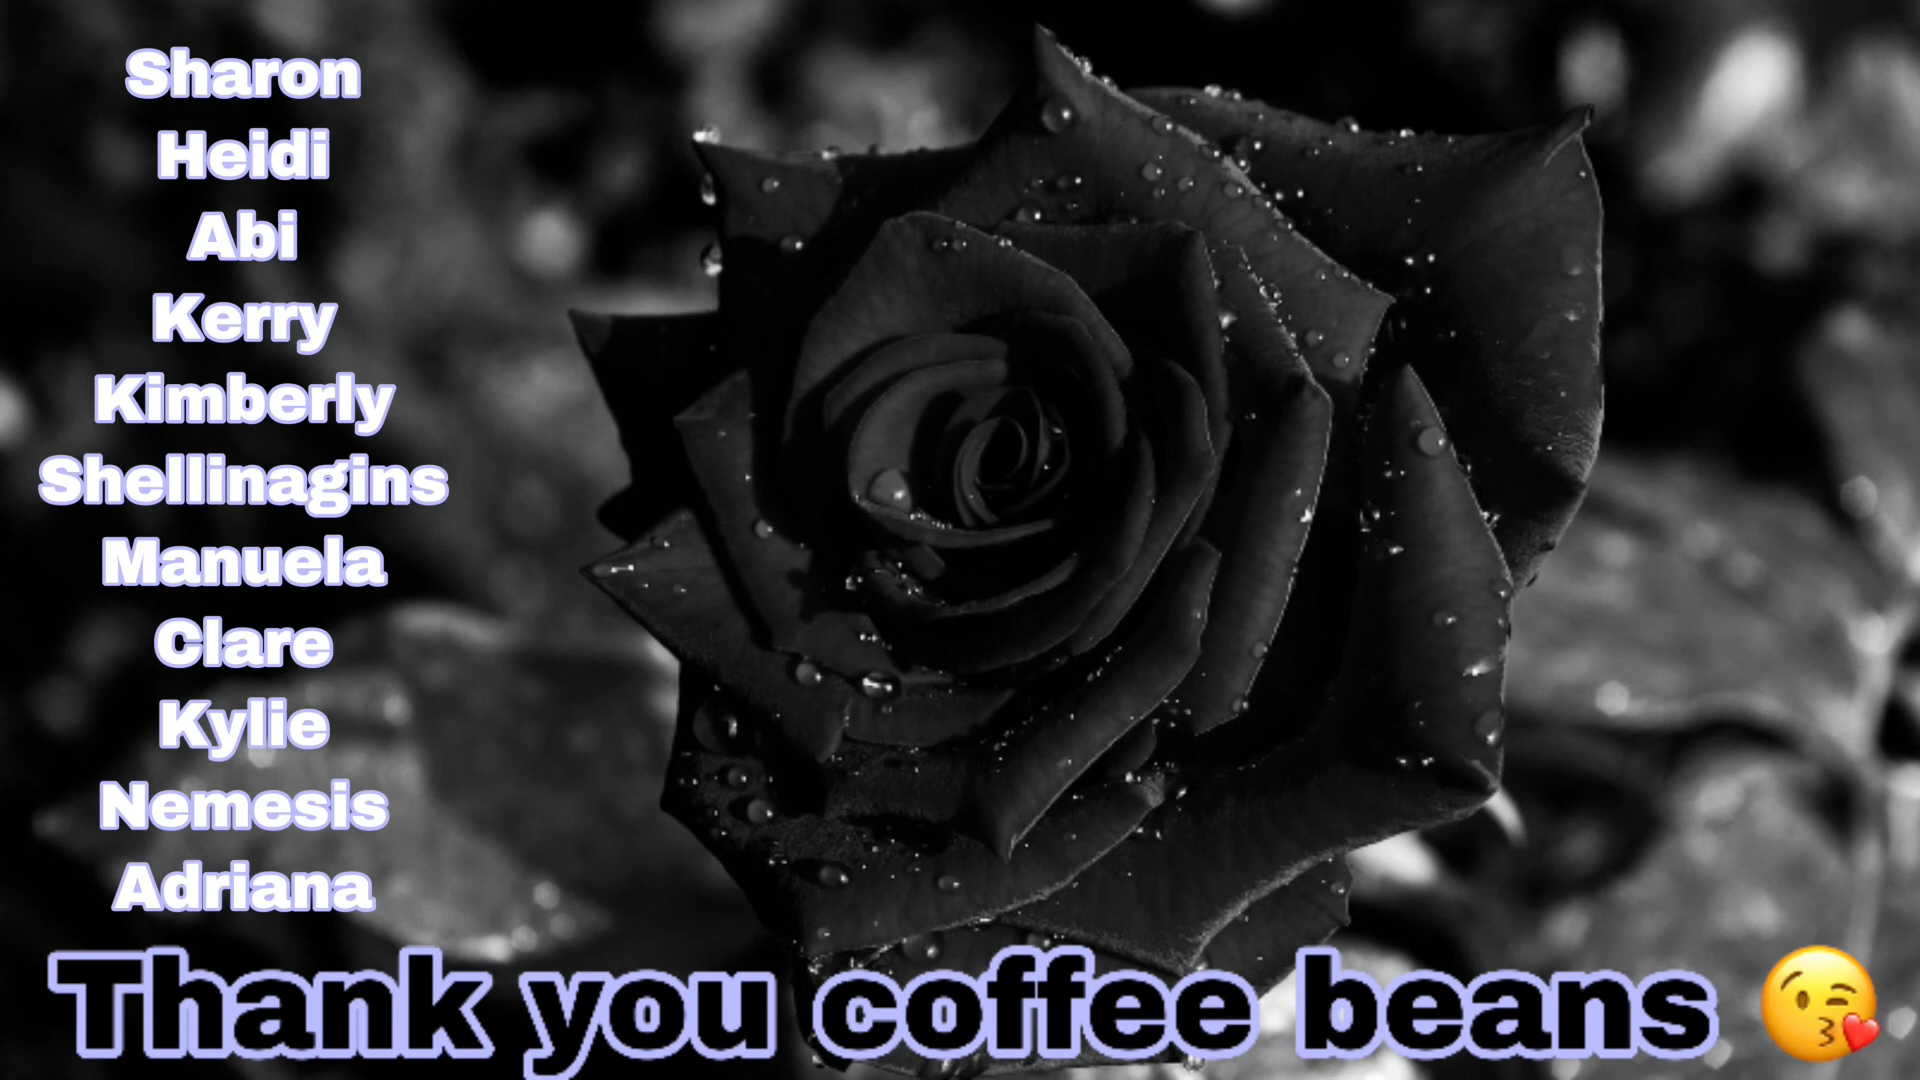 Sharon
Heidi
Abi
Kerry
Kimberly
Shellinagins
Manuela
Clare
Kylie
Nemesis
Adriana
Thank you coffee beans 😘